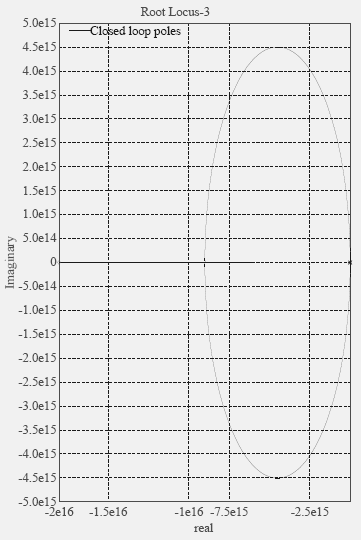 Root Locus-3
5.0e15
Closed loop poles
4.5e15
4.0e15
3.5e15
3.0e15
2.5e15
2.0e15
1.5e15
1.0e15
5.0e14
0
Imaginary
-5.0e14
-1.0e15
-1.5e15
-2.0e15
-2.5e15
-3.0e15
-3.5e15
-4.0e15
-4.5e15
-5.0e15
-2e16 -1.5e16 -1e16 -7.5e15 -2.5e15
real